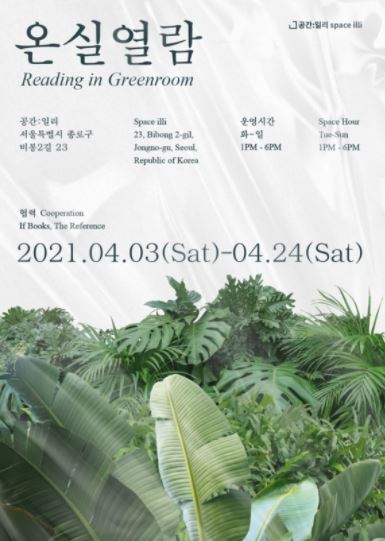 온실열람
공간:일리 space illi
Reading in Greenroom
공간:일리
서울특별시 종로구
비봉2길 23
Space illi
23, Bibong 2-gil,
Jongno-gu, Seoul,
Republic of Korea
운영시간
화-일
1PM - 6PM
Space Hour
Tue-Sun
1PM - 6PM
협력 Cooperation
If Books, The Reference
2021.04.03(Sat)-04.24(Sat)